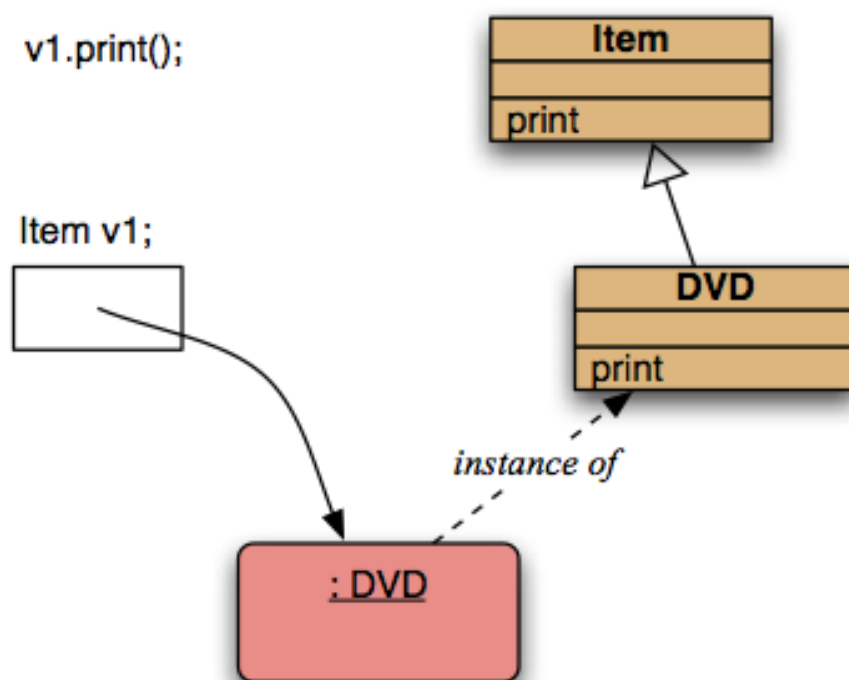 v1.print();
Item
print
Item v1;
DVD
print
instance of
: DVD